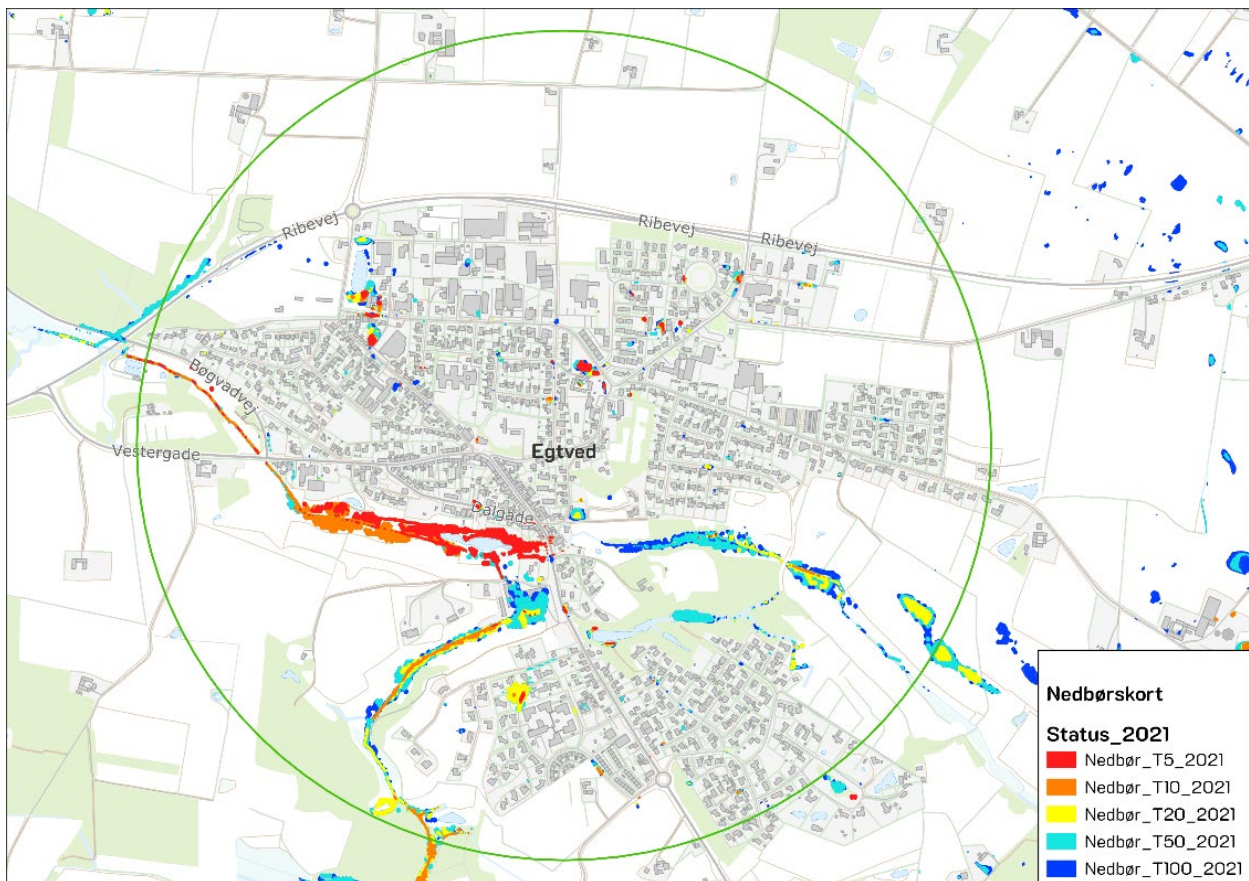 Ribevej
Ribevej
Ribevej
Bøgvadvej
Vestergade
Egtved
Dalgade
Nedbørskort
Status_2021
Nedbør_T5_2021
Nedbør_T10_2021
Nedbør_T20_2021
Nedbør_T50_2021
Nedbør_T100_2021